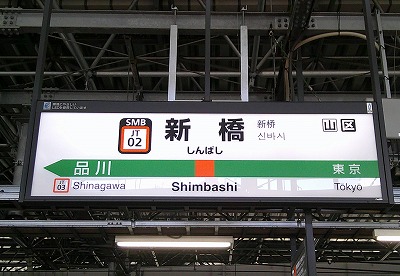 SMB
JT
02
新橋
しんばし
新桥
신바시
山区
品川
東京
JT
03
Shinagawa
Shimbashi
Tokyo